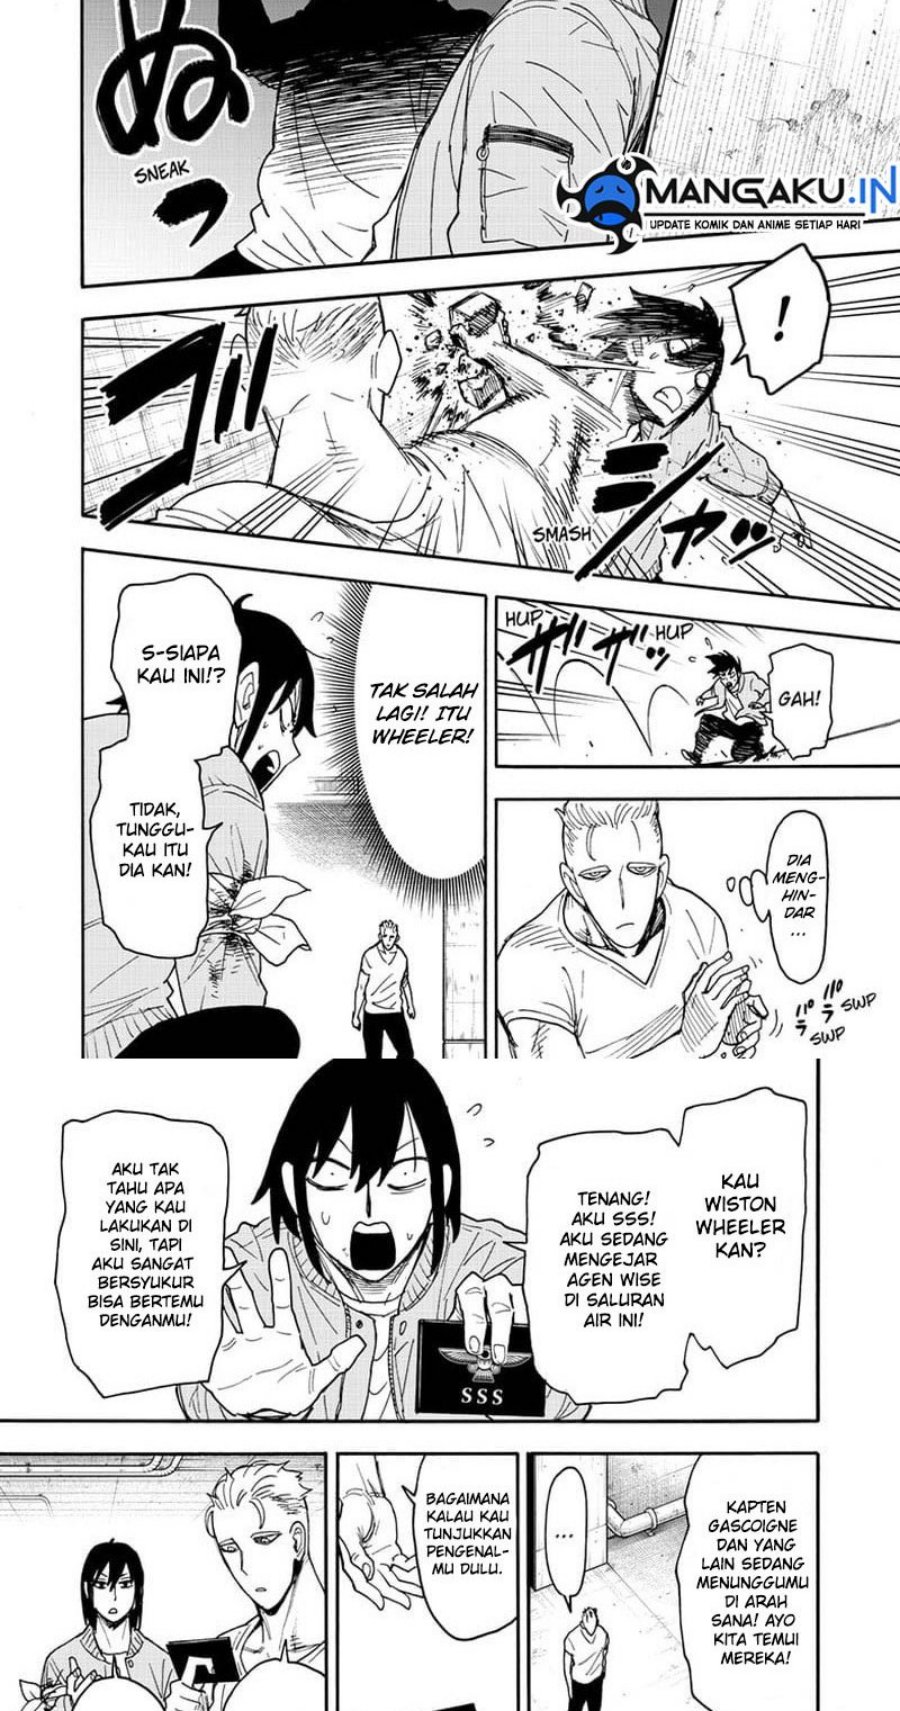 ぬっ
SNEAK
MANGAKU.IN
UPDATE KOMIK DAN ANIME SETIAP HARI
!
ゴシャッ
SMASH
HUP
HUP
ザザッ
GAH!
TAK SALAH
LAGI! ITU
WHEELER!
S-SIAPA
KAU INI!?
TIDAK,
TUNGGU-
KAU ITU
DIA KAN!
DIA
MENG-
HIN-
DAR
...
SWP
SWP
パラ
パラ
KAU
WISTON
WHEELER
KAN?
TENANG!
AKU SSS!
AKU SEDANG
MENGEJAR
AGEN WISE
DI SALURAN
AIR INI!
AKU TAK
TAHU APA
YANG KAU
LAKUKAN DI
SINI, TAPI
AKU SANGAT
BERSYUKUR
BISA BERTEMU
DENGANMU!
SSS
KAPTEN
GASCOIGNE
DAN YANG
LAIN SEDANG
MENUNGGUMU
DI ARAH
SANA! AYO
KITA TEMUI
MEREKA!
...
BAGAIMANA
KALAU KAU
TUNJUKKAN
PENGENAL-
MU DULU.